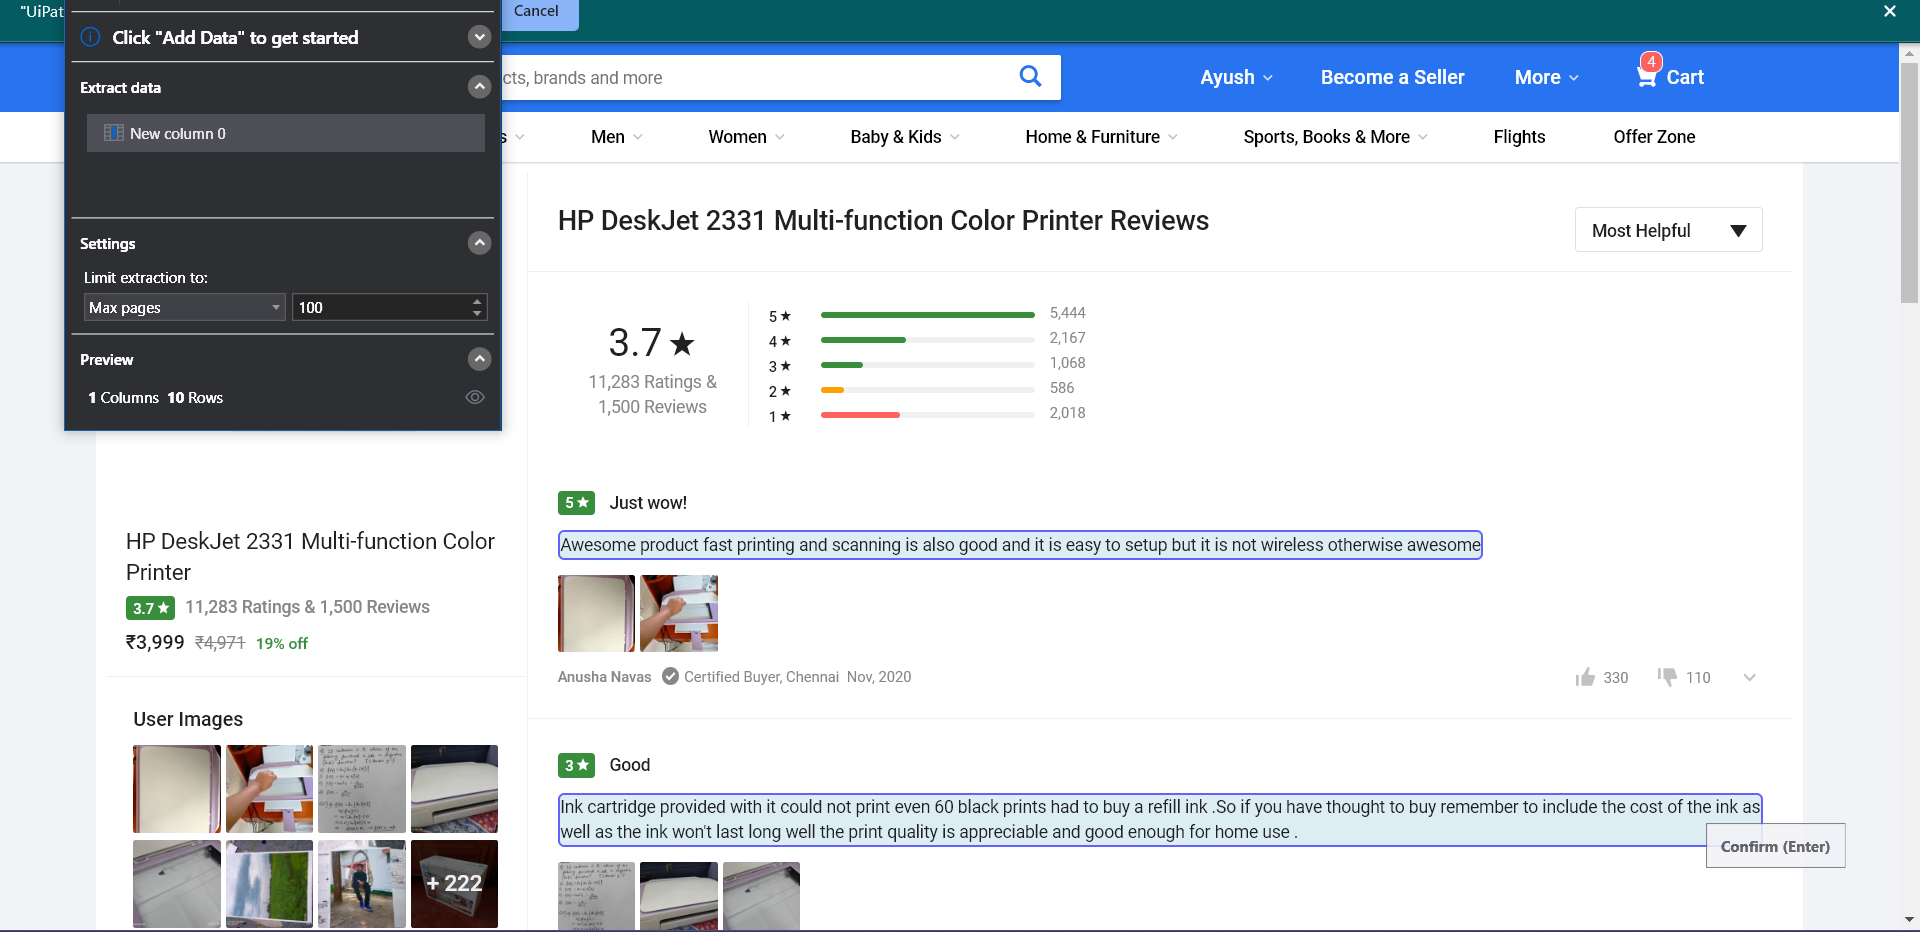 "UiPat
Cancel
Click "Add Data" to get started
Extract data
New column 0
Settings
Limit extraction to:
Max pages
100
Preview
1 Columns 10 Rows
cts, brands and more
Ayush
Become a Seller
More
4
Cart
s
Men
Women
Baby & Kids
Home & Furniture
Sports, Books & More
Flights
Offer Zone
HP DeskJet 2331 Multi-function Color
Printer
3.7★ 11,283 Ratings & 1,500 Reviews
₹3,999 ₹4,971 19% off
User Images
+ 222
HP DeskJet 2331 Multi-function Color Printer Reviews
Most Helpful
3.7★
11,283 Ratings &
1,500 Reviews
5★ 5,444
4★ 2,167
3★ 1,068
2★ 586
1★ 2,018
5★ Just wow!
Awesome product fast printing and scanning is also good and it is easy to setup but it is not wireless otherwise awesome
Anusha Navas Certified Buyer, Chennai Nov, 2020
330
110
3★ Good
Ink cartridge provided with it could not print even 60 black prints had to buy a refill ink .So if you have thought to buy remember to include the cost of the ink as
well as the ink won't last long well the print quality is appreciable and good enough for home use .
Confirm (Enter)